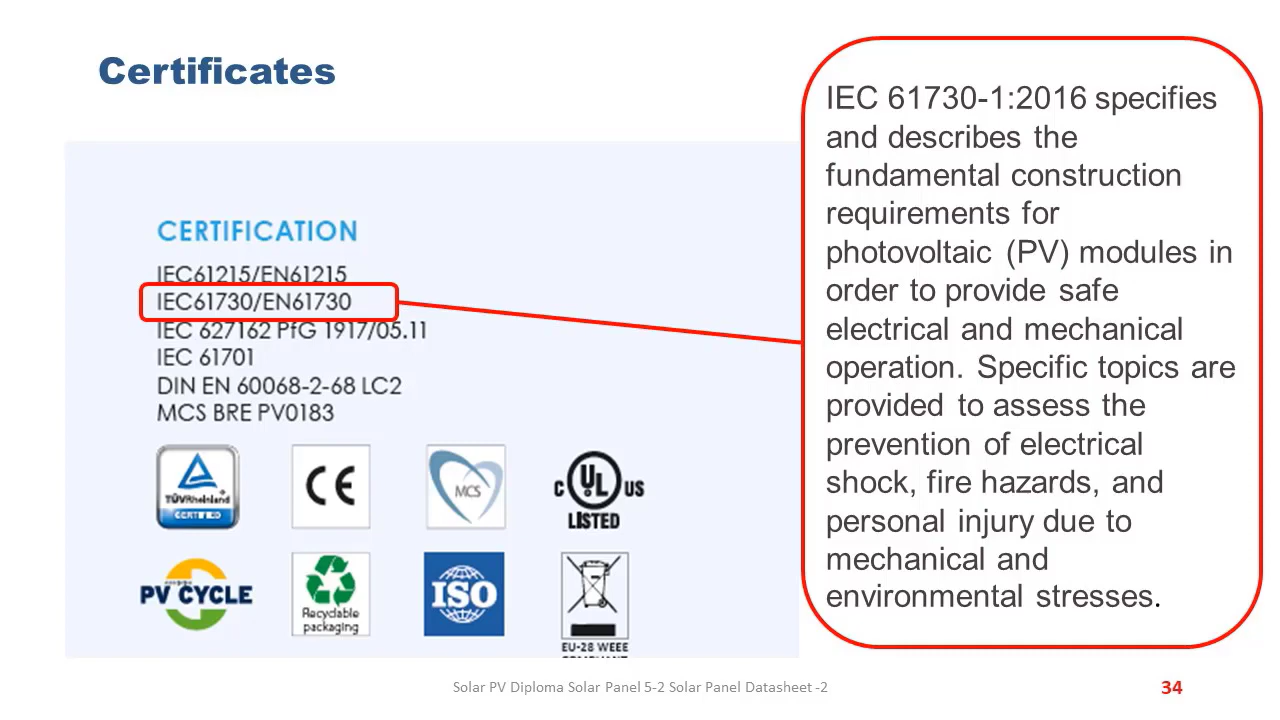 Certificates
CERTIFICATION
IEC61215/EN61215
IEC61730/EN61730
IEC 627162 PfG 1917/05.11
IEC 61701
DIN EN 60068-2-68 LC2
MCS BRE PV0183
TÜVRheinland
CERTIFIED
CE
MCS
C UL US
LISTED
PV CYCLE
Recyclable
packaging
ISO
EU-28 WEEE
IEC 61730-1:2016 specifies
and describes the
fundamental construction
requirements for
photovoltaic (PV) modules in
order to provide safe
electrical and mechanical
operation. Specific topics are
provided to assess the
prevention of electrical
shock, fire hazards, and
personal injury due to
mechanical and
environmental stresses.
Solar PV Diploma Solar Panel 5-2 Solar Panel Datasheet -2
34